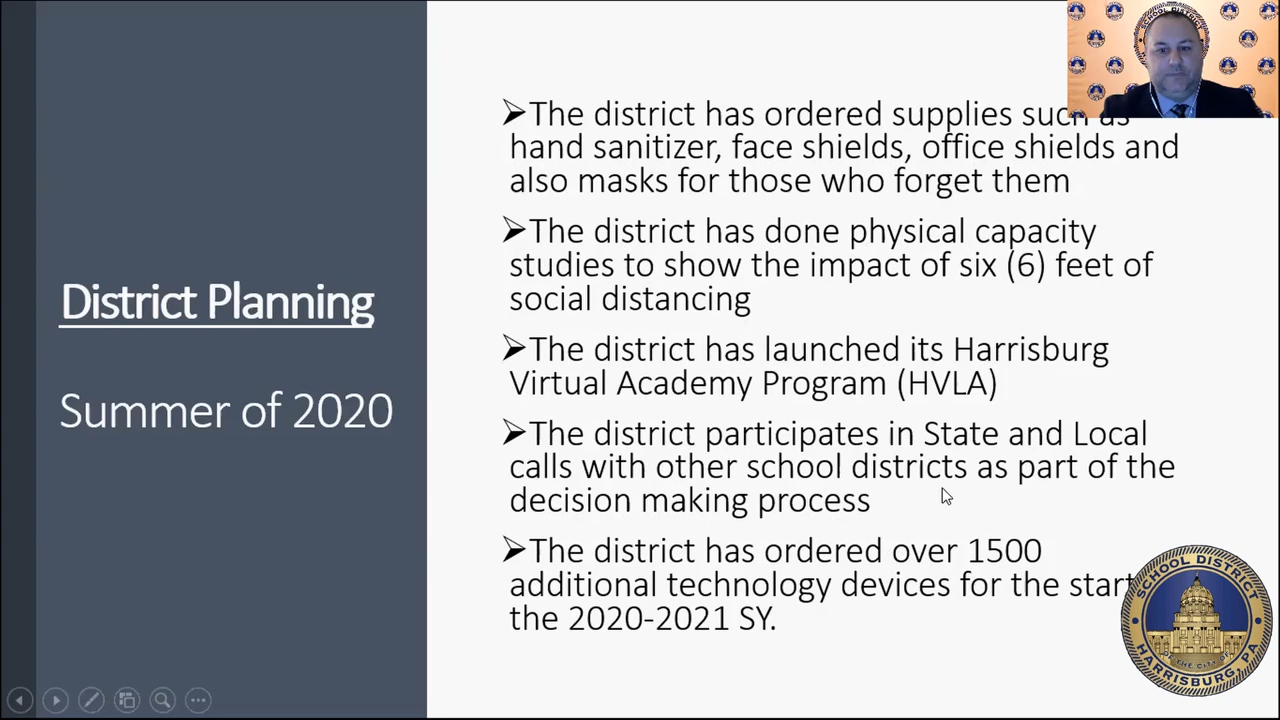 District Planning
Summer of 2020
➢The district has ordered supplies such as
hand sanitizer, face shields, office shields and
also masks for those who forget them
➢The district has done physical capacity
studies to show the impact of six (6) feet of
social distancing
➢The district has launched its Harrisburg
Virtual Academy Program (HVLA)
➢The district participates in State and Local
calls with other school districts as part of the
decision making process
➢The district has ordered over 1500
additional technology devices for the start
the 2020-2021 SY.
SCHOOL DISTRICT
OF THE CITY OF
HARRISBURG, PA